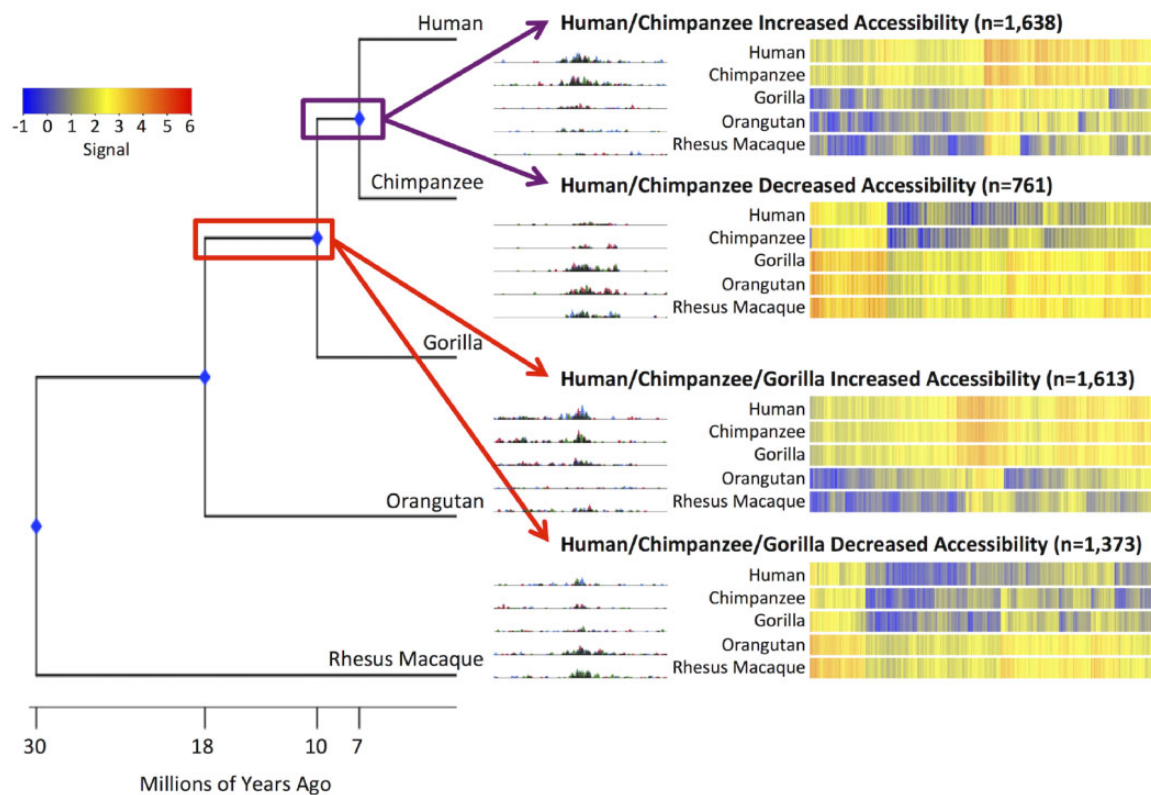 Human
Chimpanzee
Gorilla
Orangutan
Rhesus Macaque
-1 0 1 2 3 4 5 6
Signal
30 18 10 7
Millions of Years Ago
Human/Chimpanzee Increased Accessibility (n=1,638)
Human
Chimpanzee
Gorilla
Orangutan
Rhesus Macaque
Human/Chimpanzee Decreased Accessibility (n=761)
Human
Chimpanzee
Gorilla
Orangutan
Rhesus Macaque
Human/Chimpanzee/Gorilla Increased Accessibility (n=1,613)
Human
Chimpanzee
Gorilla
Orangutan
Rhesus Macaque
Human/Chimpanzee/Gorilla Decreased Accessibility (n=1,373)
Human
Chimpanzee
Gorilla
Orangutan
Rhesus Macaque